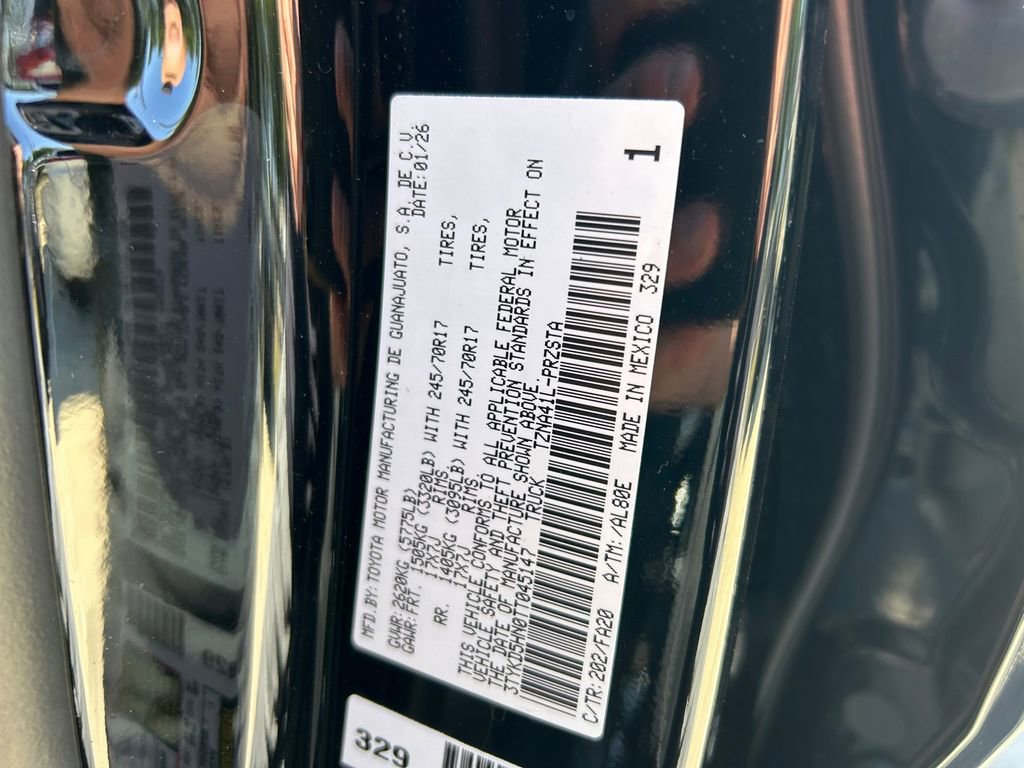 MFD.BY: TOYOTA MOTOR MANUFACTURING DE GUANAJUATO, S.A. DE C.V.
DATE: 01/26
GVWR: 2620KG (5775LB)
GAWR: FRT. 1505KG (3320LB) WITH 245/70R17 TIRES,
17X7J RIMS.
RR. 1405KG (3095LB) WITH 245/70R17 TIRES,
17X7J RIMS.
THIS VEHICLE CONFORMS TO ALL APPLICABLE FEDERAL MOTOR
VEHICLE SAFETY AND THEFT PREVENTION STANDARDS IN EFFECT ON
THE DATE OF MANUFACTURE SHOWN ABOVE.
3TYKD5HN0TT045147 TRUCK TZNA41L-PRZSTA
C/TR: 202/FA20 A/TM: /AL80E MADE IN MEXICO 329
1
329